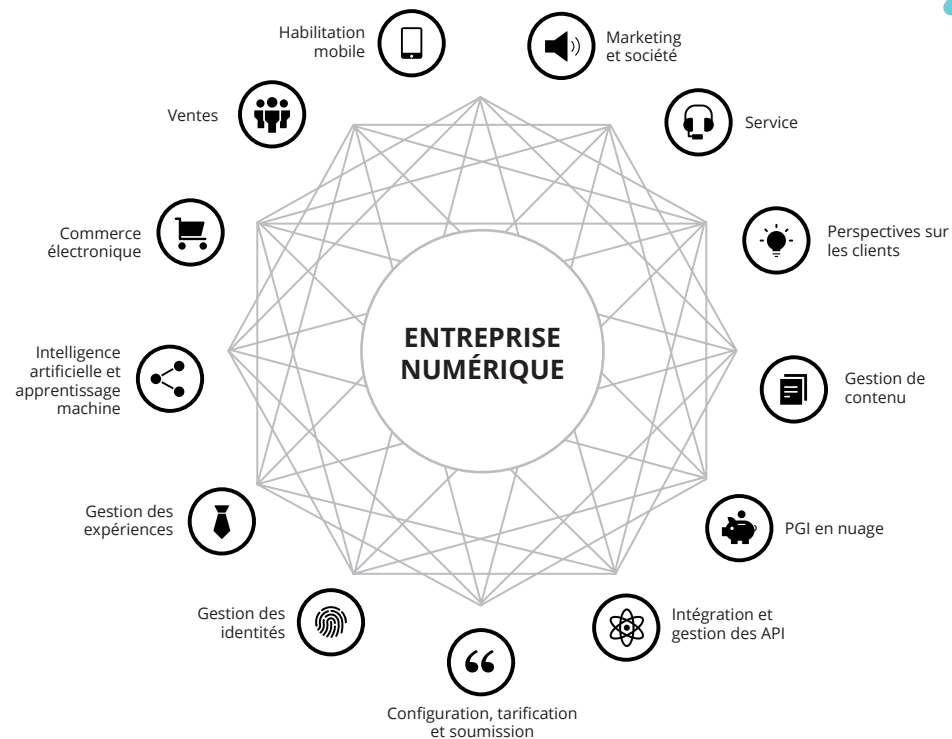 Habilitation
mobile
Marketing
et société
Ventes
Service
Commerce
électronique
Perspectives sur
les clients
ENTREPRISE
NUMÉRIQUE
Intelligence
artificielle et
apprentissage
machine
Gestion de
contenu
Gestion des
expériences
PGI en nuage
Gestion des
identités
Intégration et
gestion des API
Configuration, tarification
et soumission